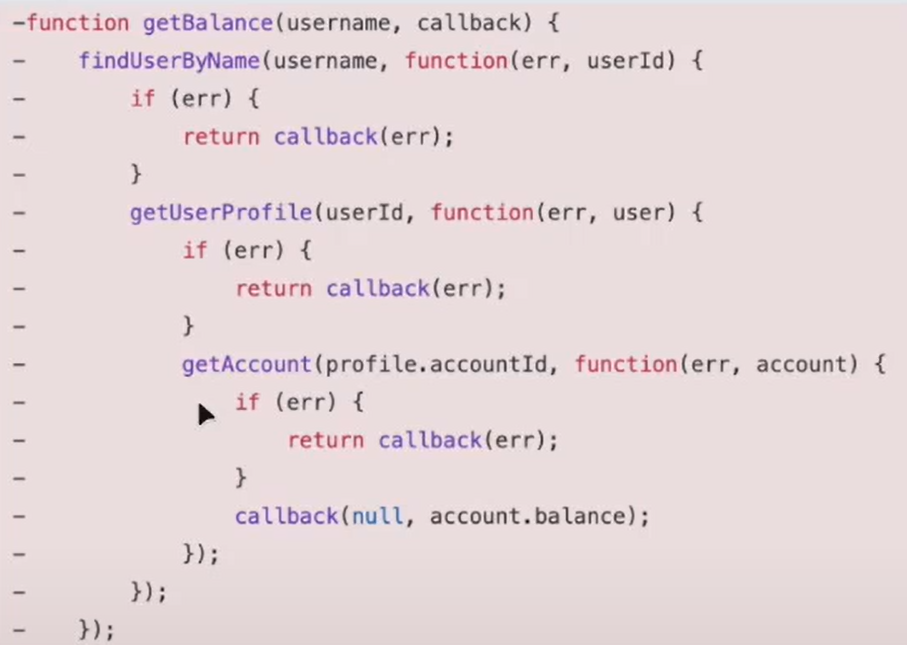 -function getBalance(username, callback) {
-    findUserByName(username, function(err, userId) {
-        if (err) {
-            return callback(err);
-        }
-        getUserProfile(userId, function(err, user) {
-            if (err) {
-                return callback(err);
-            }
-            getAccount(profile.accountId, function(err, account) {
-                if (err) {
-                    return callback(err);
-                }
-                callback(null, account.balance);
-            });
-        });
-    });